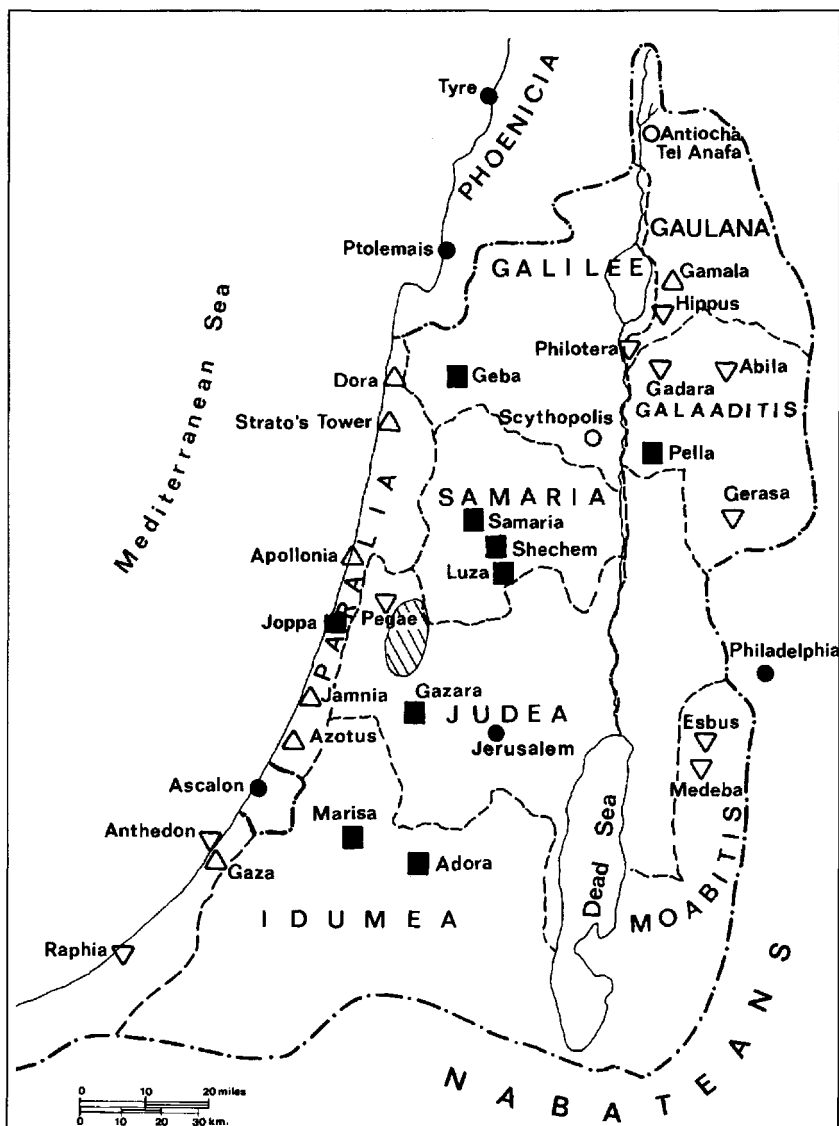 Tyre
PHOENICIA
Antiocha
Tel Anafa
GAULANA
Ptolemais
GALILEE
Gamala
Hippus
Mediterranean Sea
Philotera
Dora
Geba
Gadara
Abila
GALAADITIS
Strato's Tower
Scythopolis
Pella
SAMARIA
Gerasa
Samaria
Shechem
Luza
Apollonia
PARALIA
Joppa
Pegae
Philadelphia
Jamnia
Gazara
JUDEA
Jerusalem
Esbus
Azotus
Medeba
Ascalon
Marisa
Anthedon
Gaza
Adora
Dead Sea
MOABITIS
IDUMEA
Raphia
NABATEANS
0 10 20 miles
0 10 20 30 km.